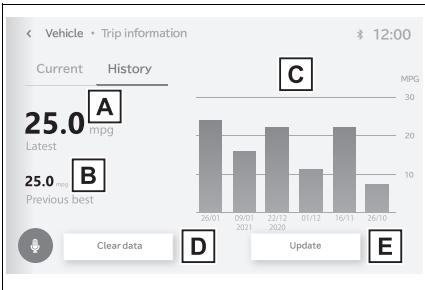 ‹ Vehicle • Trip information 12:00
Current History
C
MPG
A
25.0 mpg
Latest
B
25.0 mpg
Previous best
30
20
10
26/01 09/01 22/12 01/12 16/11 26/10
2021 2020
Clear data D Update E